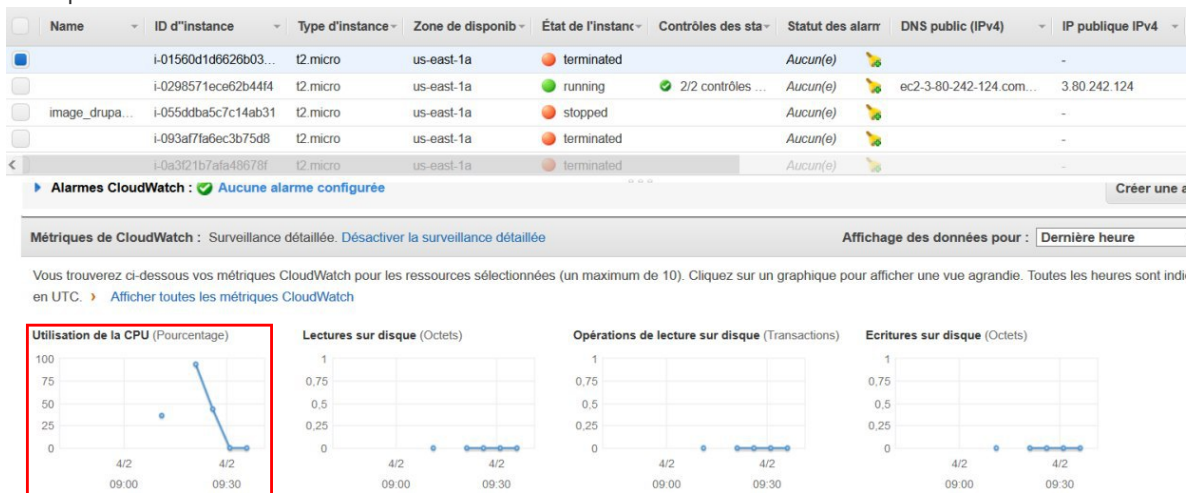 Name ID d"instance Type d'instance Zone de disponib État de l'instanc Contrôles des sta Statut des alarm DNS public (IPv4) IP publique IPv4
i-01560d1d6626b03... t2.micro us-east-1a terminated Aucun(e) -
i-0298571ece62b44f4 t2.micro us-east-1a running 2/2 contrôles ... Aucun(e) ec2-3-80-242-124.com... 3.80.242.124
image_drupa... i-055ddba5c7c14ab31 t2.micro us-east-1a stopped Aucun(e) -
i-093af7fa6ec3b75d8 t2.micro us-east-1a terminated Aucun(e) -
i-0a3f21b7afa48678f t2.micro us-east-1a terminated Aucun(e) -
Alarmes CloudWatch : Aucune alarme configurée Créer une a
Métriques de CloudWatch : Surveillance détaillée. Désactiver la surveillance détaillée Affichage des données pour : Dernière heure
Vous trouverez ci-dessous vos métriques CloudWatch pour les ressources sélectionnées (un maximum de 10). Cliquez sur un graphique pour afficher une vue agrandie. Toutes les heures sont indi
en UTC. › Afficher toutes les métriques CloudWatch
Utilisation de la CPU (Pourcentage) Lectures sur disque (Octets) Opérations de lecture sur disque (Transactions) Ecritures sur disque (Octets)
100 1 1 1
75 0,75 0,75 0,75
50 0,5 0,5 0,5
25 0,25 0,25 0,25
0 0 0 0
4/2 4/2 4/2 4/2 4/2 4/2 4/2 4/2
09:00 09:30 09:00 09:30 09:00 09:30 09:00 09:30